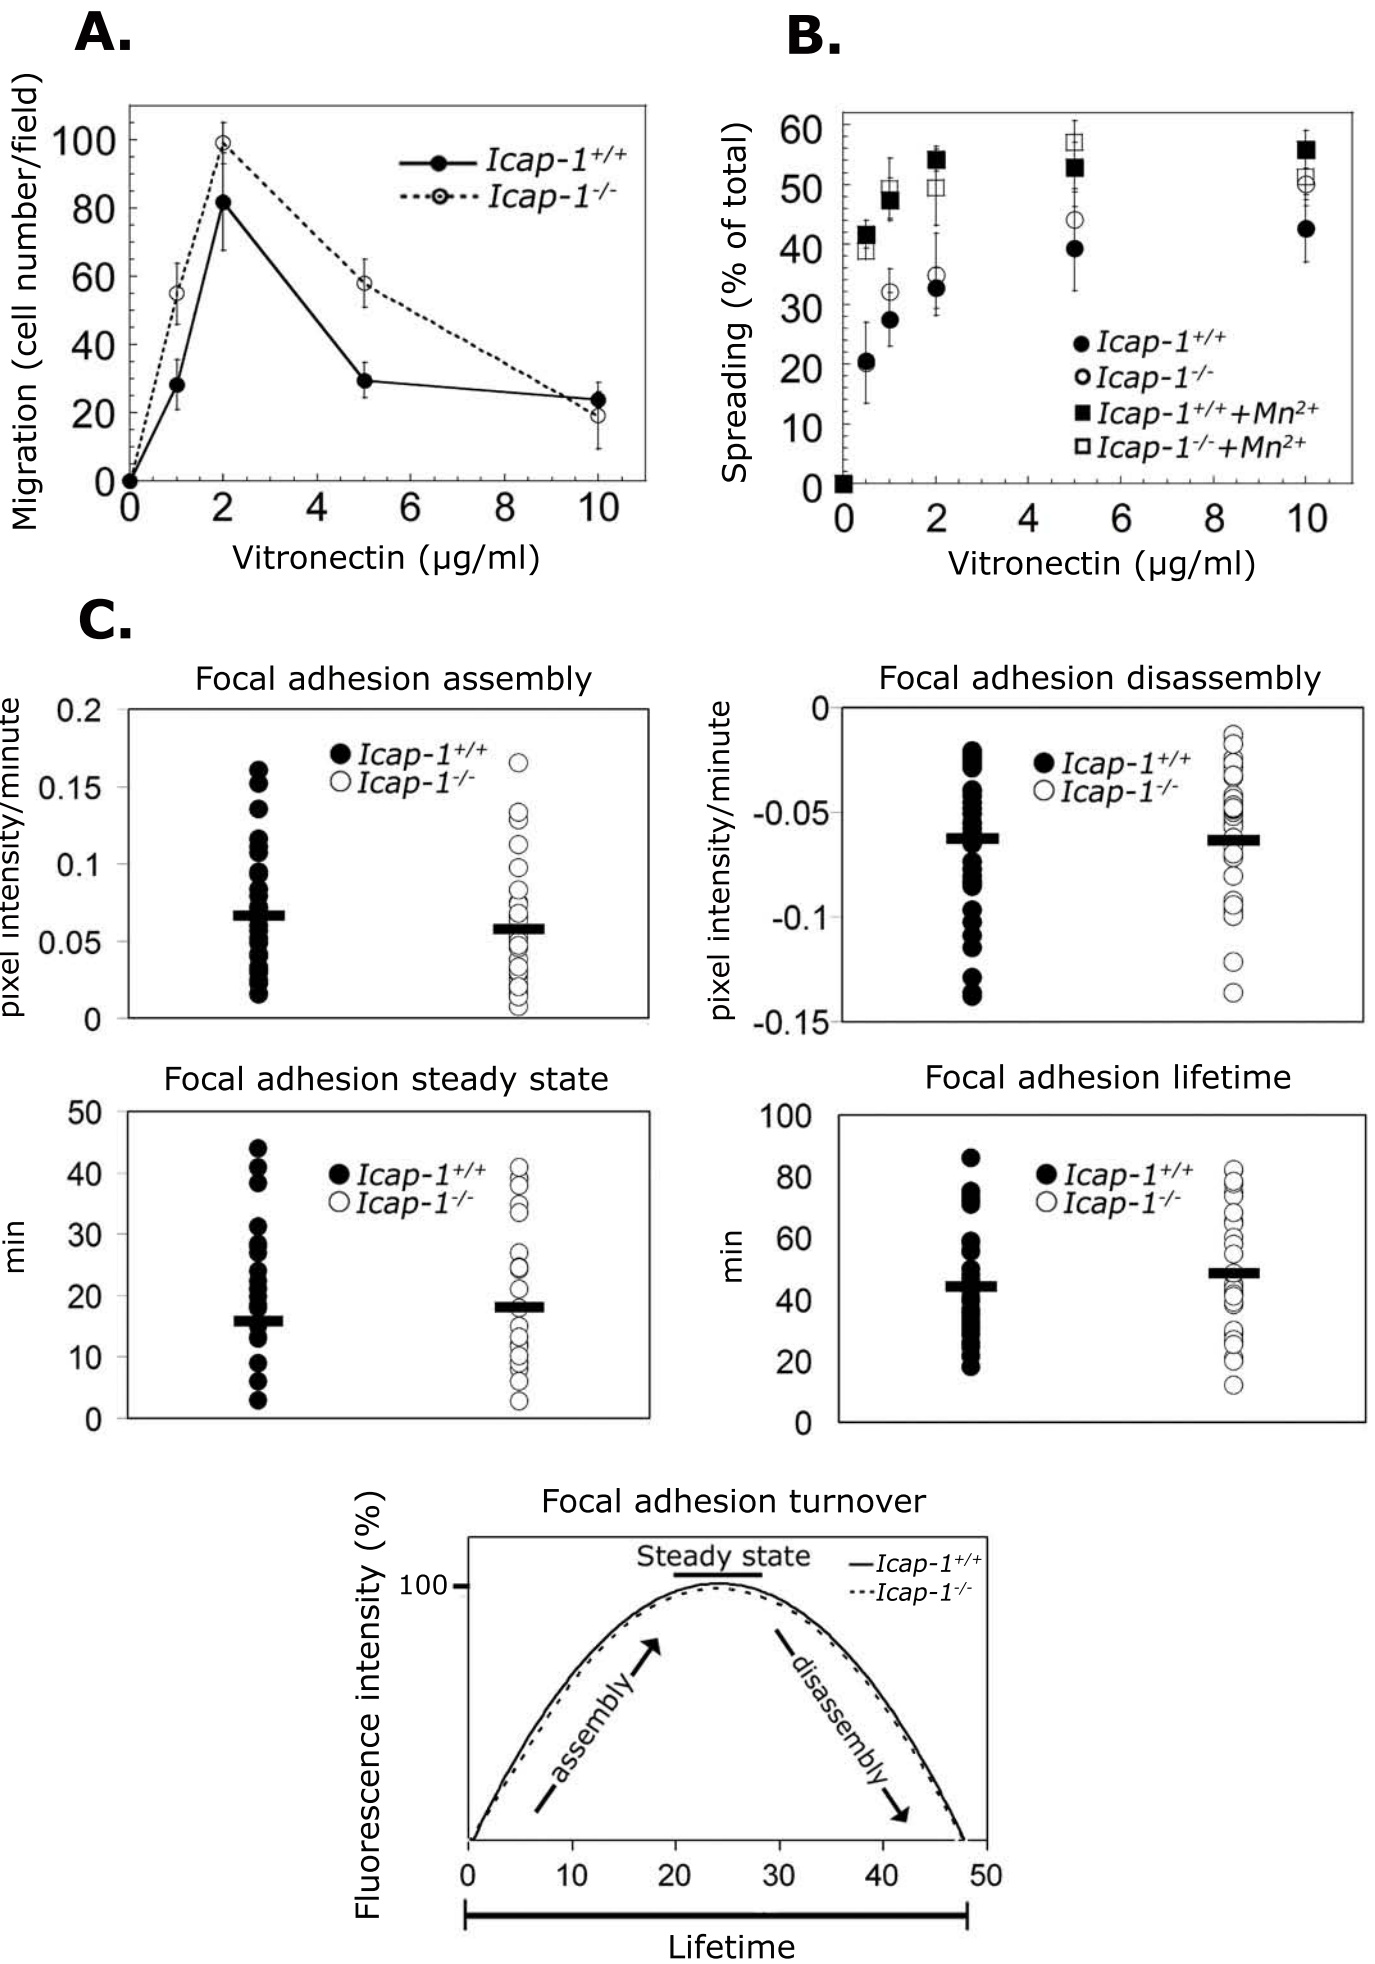 A.
Migration (cell number/field)
100
80
60
40
20
0
Icap-1+/+
Icap-1-/-
0 2 4 6 8 10
Vitronectin (µg/ml)
B.
Spreading (% of total)
60
50
40
30
20
10
0
Icap-1+/+
Icap-1-/-
Icap-1+/++Mn2+
Icap-1-/-+Mn2+
0 2 4 6 8 10
Vitronectin (µg/ml)
C.
Focal adhesion assembly
pixel intensity/minute
0.2
0.15
0.1
0.05
0
Icap-1+/+
Icap-1-/-
Focal adhesion disassembly
pixel intensity/minute
0
-0.05
-0.1
-0.15
Icap-1+/+
Icap-1-/-
Focal adhesion steady state
min
50
40
30
20
10
0
Icap-1+/+
Icap-1-/-
Focal adhesion lifetime
min
100
80
60
40
20
0
Icap-1+/+
Icap-1-/-
Focal adhesion turnover
Fluorescence intensity (%)
100
Steady state
Icap-1+/+
Icap-1-/-
assembly
disassembly
0 10 20 30 40 50
Lifetime